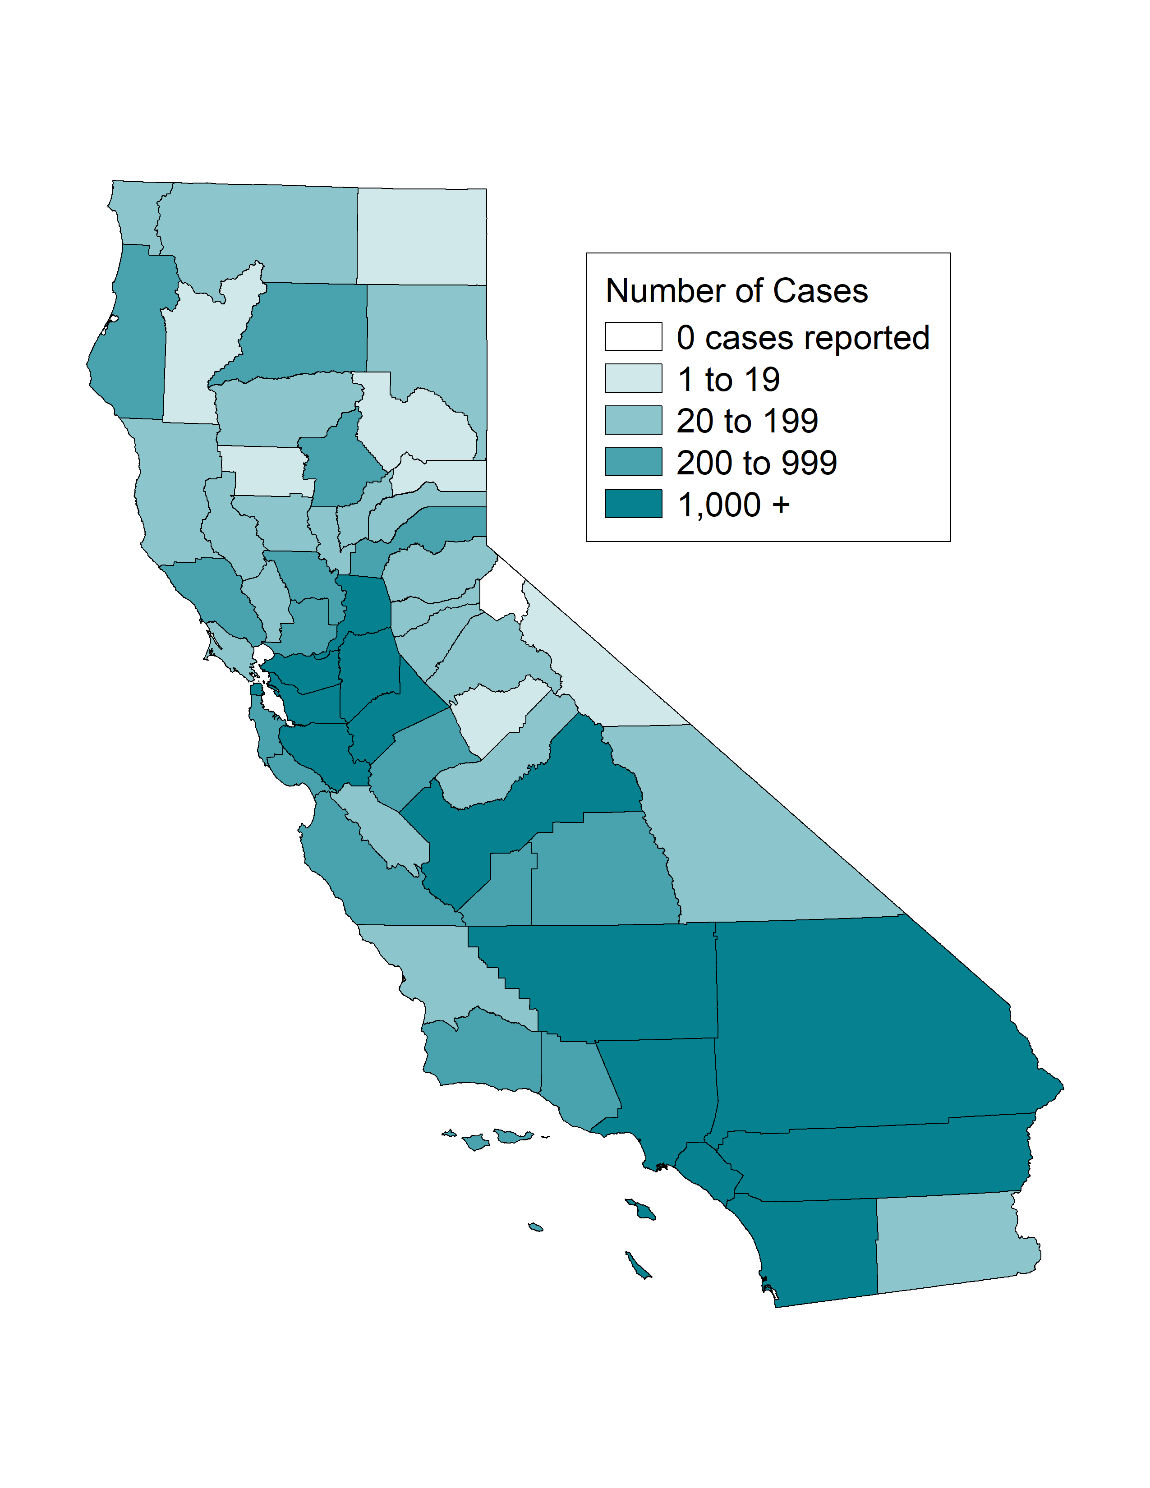 Number of Cases
0 cases reported
1 to 19
20 to 199
200 to 999
1,000 +